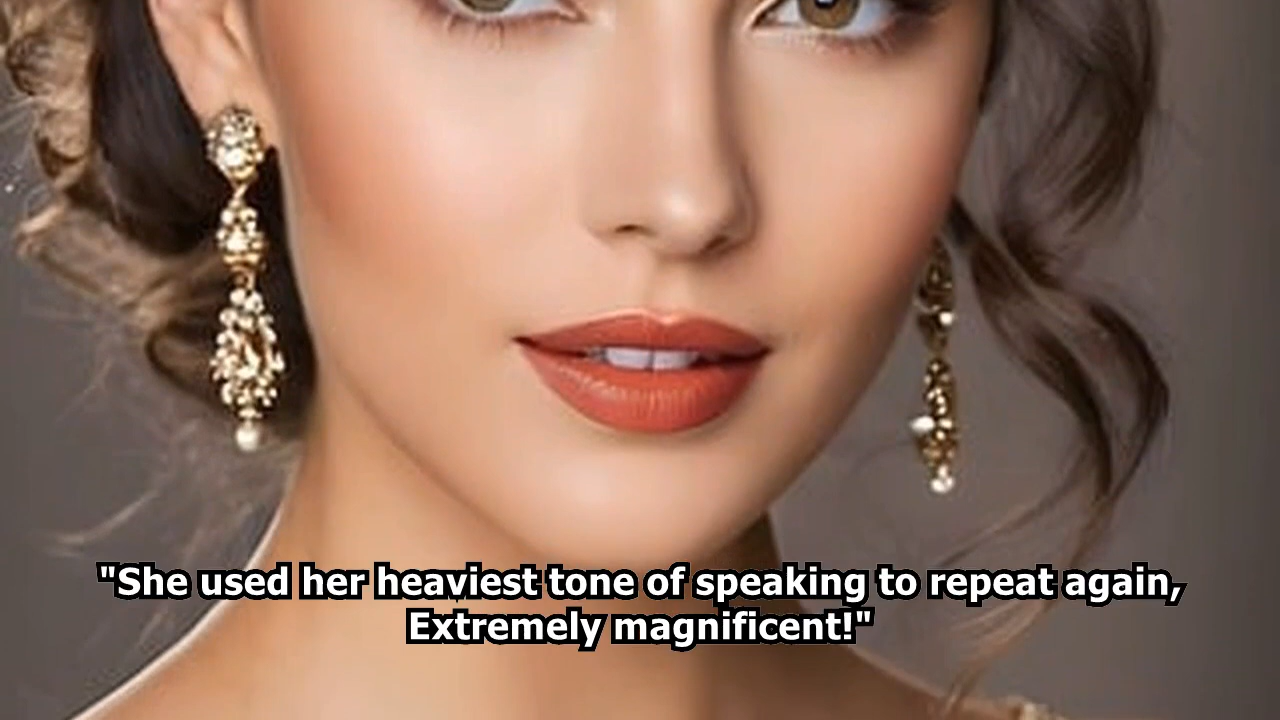 "She used her heaviest tone of speaking to repeat again,
Extremely magnificent!"